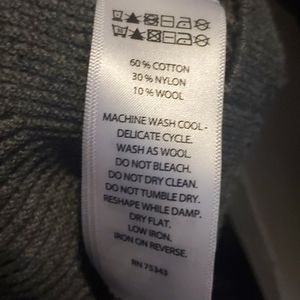 60 % COTTON
30 % NYLON
10 % WOOL
MACHINE WASH COOL -
DELICATE CYCLE.
WASH AS WOOL.
DO NOT BLEACH.
DO NOT DRY CLEAN.
DO NOT TUMBLE DRY.
RESHAPE WHILE DAMP.
DRY FLAT.
LOW IRON.
IRON ON REVERSE.
RN 75343